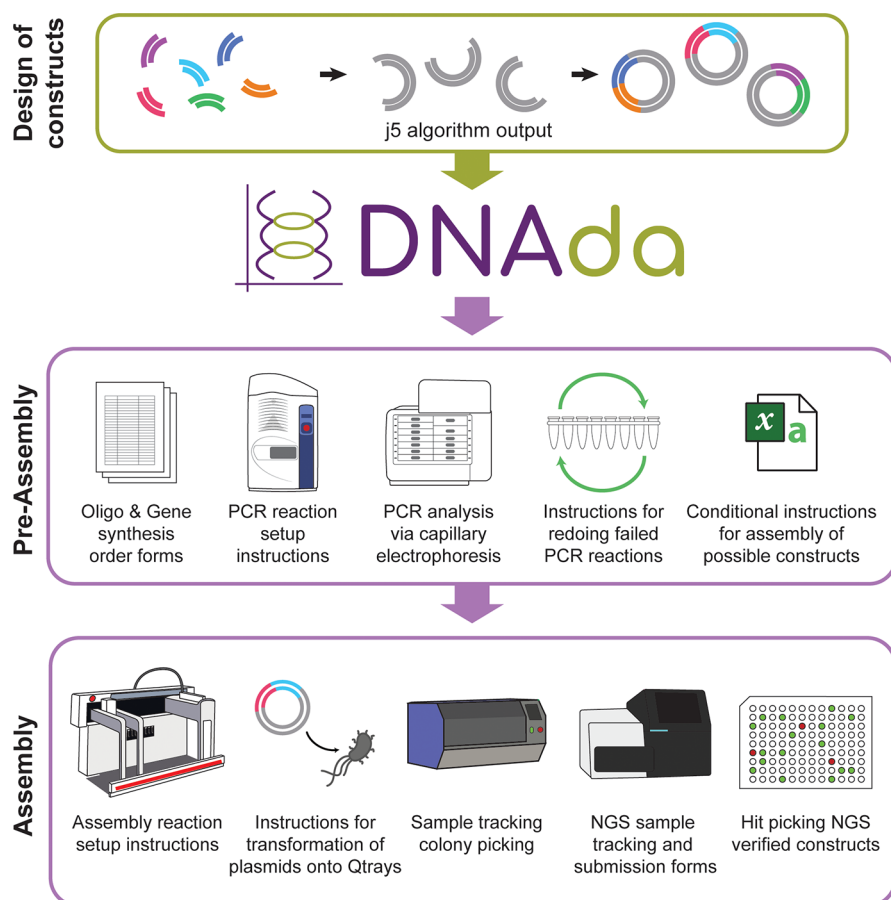 Design of
constructs
j5 algorithm output
DNAda
Pre-Assembly
Oligo & Gene
synthesis
order forms
PCR reaction
setup
instructions
PCR analysis
via capillary
electrophoresis
Instructions for
redoing failed
PCR reactions
x
a
Conditional instructions
for assembly of
possible constructs
Assembly
Assembly reaction
setup instructions
Instructions for
transformation of
plasmids onto Qtrays
Sample tracking
colony picking
NGS sample
tracking and
submission forms
Hit picking NGS
verified constructs